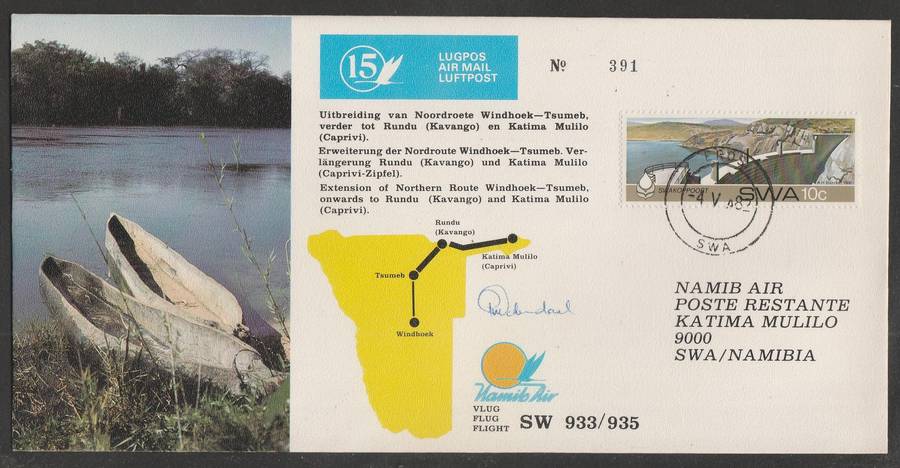 15
LUGPOS
AIR MAIL
LUFTPOST
№ 391
Uitbreiding van Noordroete Windhoek—Tsumeb,
verder tot Rundu (Kavango) en Katima Mulilo
(Caprivi).
Erweiterung der Nordroute Windhoek—Tsumeb. Ver-
längerung Rundu (Kavango) und Katima Mulilo
(Caprivi-Zipfel).
Extension of Northern Route Windhoek—Tsumeb,
onwards to Rundu (Kavango) and Katima Mulilo
(Caprivi).
SWAKOPPOORT
SWA 10c
-4 V 
SWA
Rundu
(Kavango)
Katima Mulilo
(Caprivi)
Tsumeb
Windhoek
NAMIB AIR
POSTE RESTANTE
KATIMA MULILO
9000
SWA/NAMIBIA
Namib Air
VLUG
FLUG
FLIGHT
SW 933/935